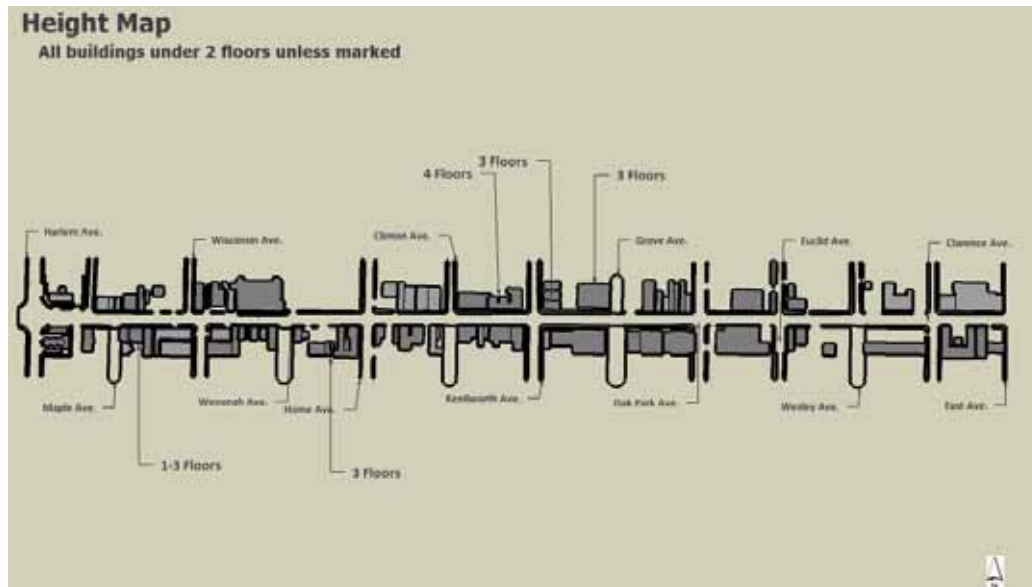 Height Map
All buildings under 2 floors unless marked
3 Floors
4 Floors
3 Floors
Harlem Ave.
Wisconsin Ave.
Clinton Ave.
Grove Ave.
Euclid Ave.
Clarence Ave.
Maple Ave.
Wenonah Ave.
Home Ave.
Kenilworth Ave.
Oak Park Ave.
Wesley Ave.
East Ave.
1-3 Floors
3 Floors